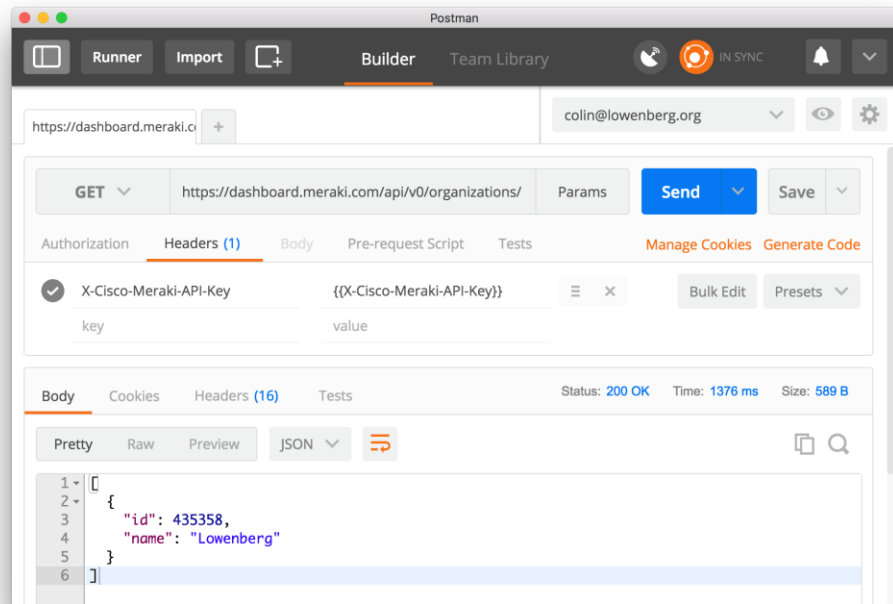 Postman
Runner Import Builder Team Library IN SYNC
https://dashboard.meraki.c + colin@lowenberg.org
GET https://dashboard.meraki.com/api/v0/organizations/ Params Send Save
Authorization Headers (1) Body Pre-request Script Tests Manage Cookies Generate Code
X-Cisco-Meraki-API-Key {{X-Cisco-Meraki-API-Key}} Bulk Edit Presets
key value
Body Cookies Headers (16) Tests Status: 200 OK Time: 1376 ms Size: 589 B
Pretty Raw Preview JSON
1 [
2 {
3 "id": 435358,
4 "name": "Lowenberg"
5 }
6 ]